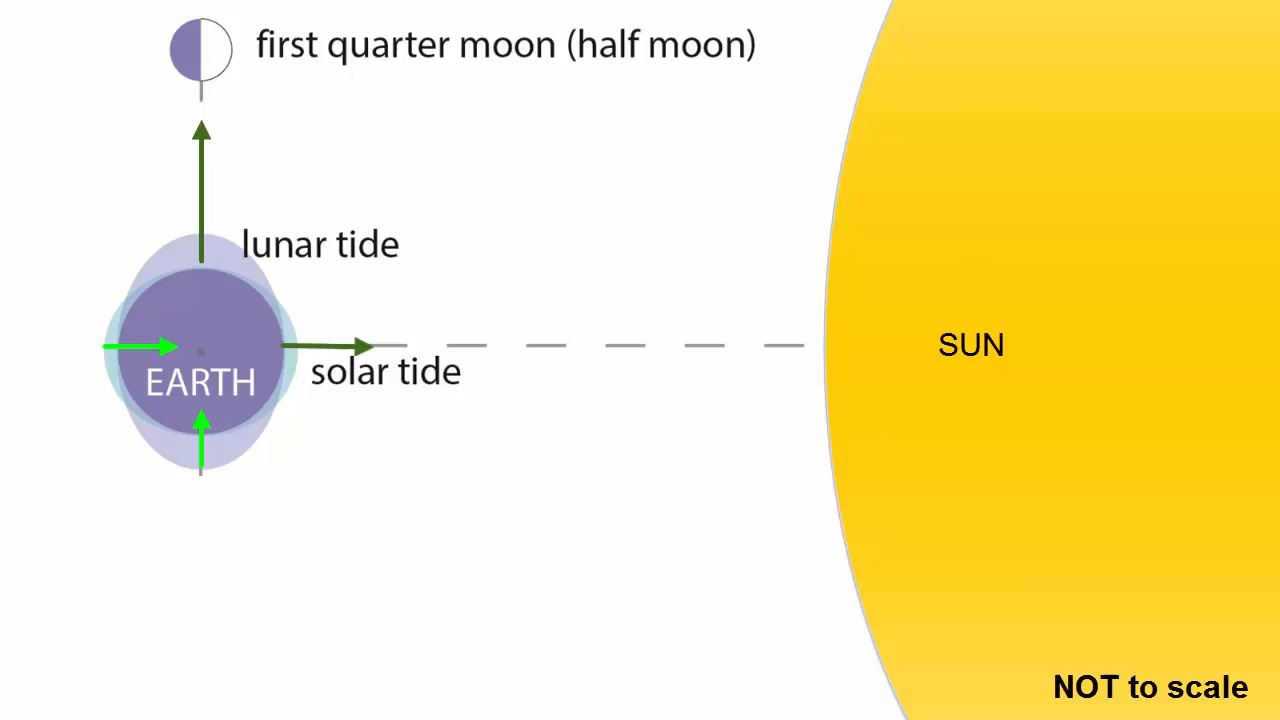 first quarter moon (half moon)
lunar tide
SUN
solar tide
EARTH
NOT to scale